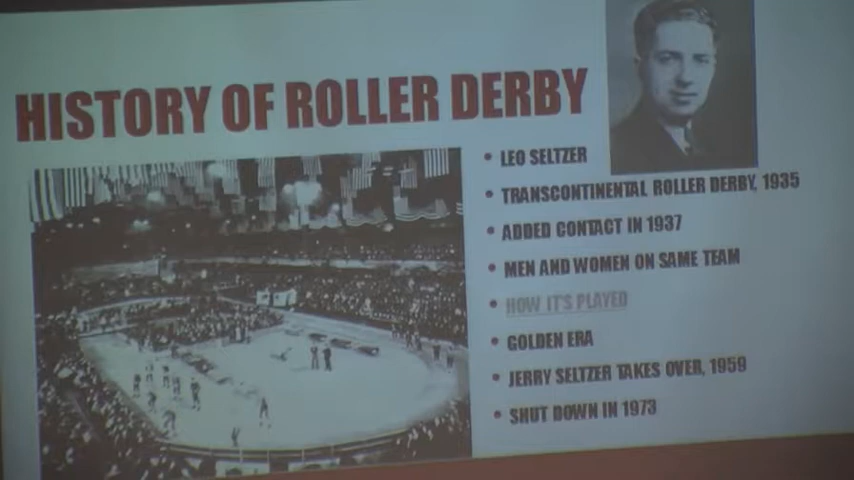 HISTORY OF ROLLER DERBY
• LEO SELTZER
• TRANSCONTINENTAL ROLLER DERBY, 1935
• ADDED CONTACT IN 1937
• MEN AND WOMEN ON SAME TEAM
• HOW IT'S PLAYED
• GOLDEN ERA
• JERRY SELTZER TAKES OVER, 1959
• SHUT DOWN IN 1973